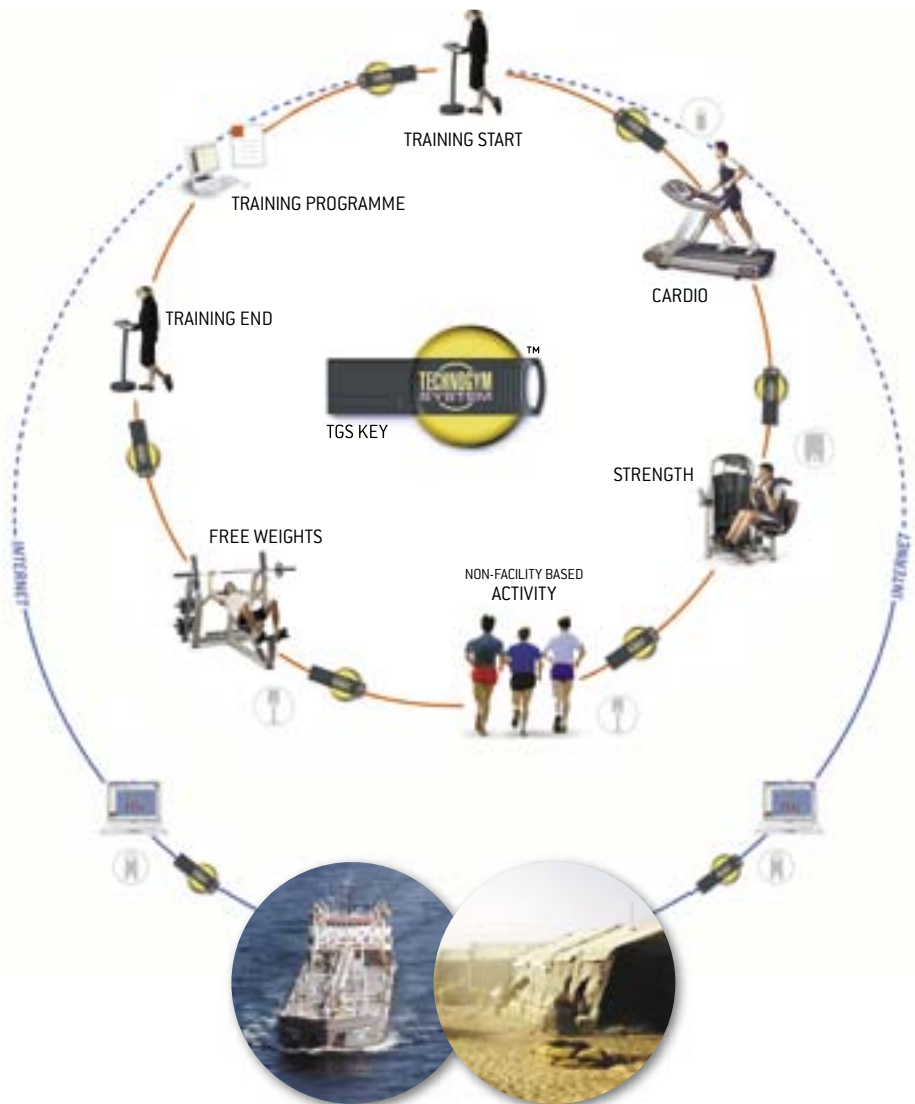 TRAINING START
TRAINING PROGRAMME
CARDIO
TRAINING END
TM
TECHNOGYM
SYSTEM
TGS KEY
STRENGTH
FREE WEIGHTS
NON-FACILITY BASED
ACTIVITY
INTERNET
INTERNET